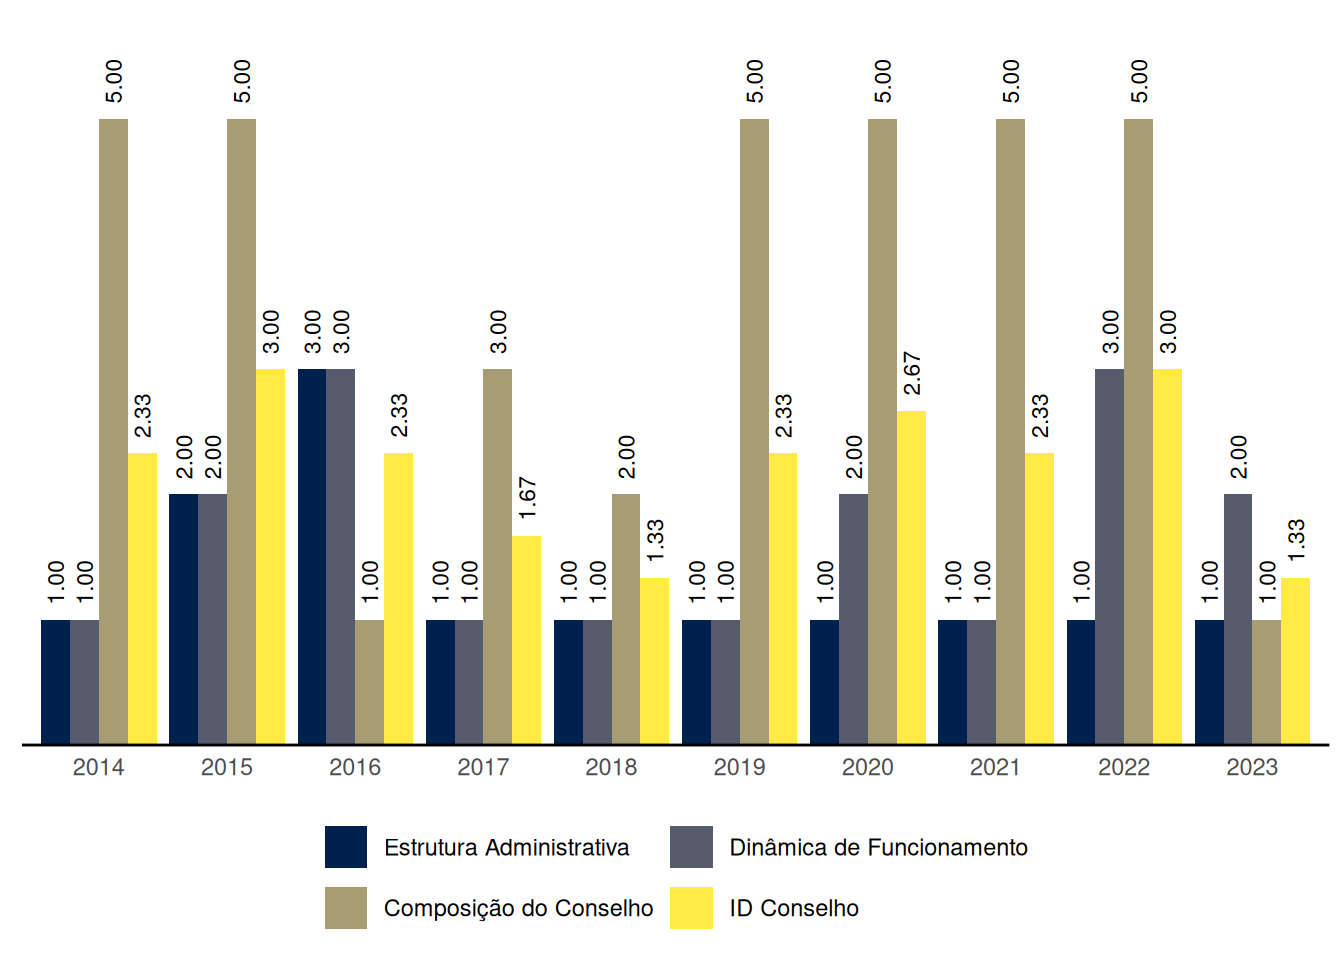 1.00 1.00 5.00 2.33 2.00 2.00 5.00 3.00 3.00 3.00 1.00 2.33 1.00 1.00 3.00 1.67 1.00 1.00 2.00 1.33 1.00 1.00 5.00 2.33 1.00 2.00 5.00 2.67 1.00 1.00 5.00 2.33 1.00 3.00 5.00 3.00 1.00 2.00 1.00 1.33
2014 2015 2016 2017 2018 2019 2020 2021 2022 2023
Estrutura Administrativa Dinâmica de Funcionamento
Composição do Conselho ID Conselho